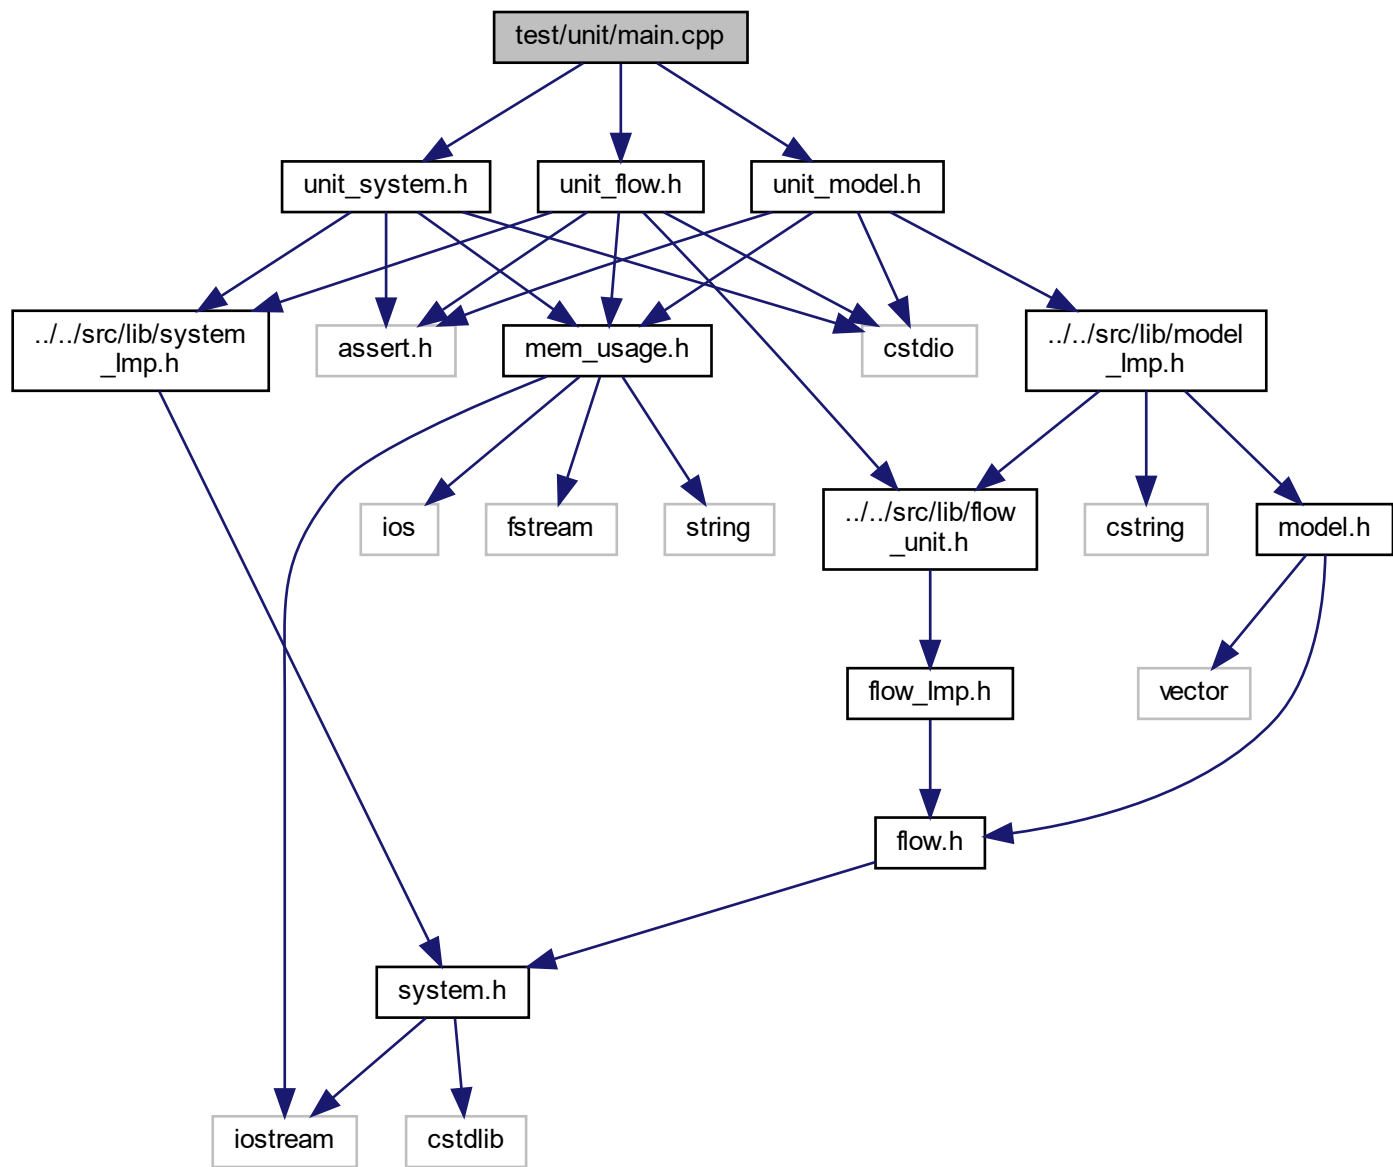 test/unit/main.cpp
unit_system.h
unit_flow.h
unit_model.h
../../src/lib/system
_Imp.h
assert.h
mem_usage.h
cstdio
../../src/lib/model
_Imp.h
ios
fstream
string
../../src/lib/flow
_unit.h
cstring
model.h
flow_Imp.h
vector
flow.h
system.h
iostream
cstdlib